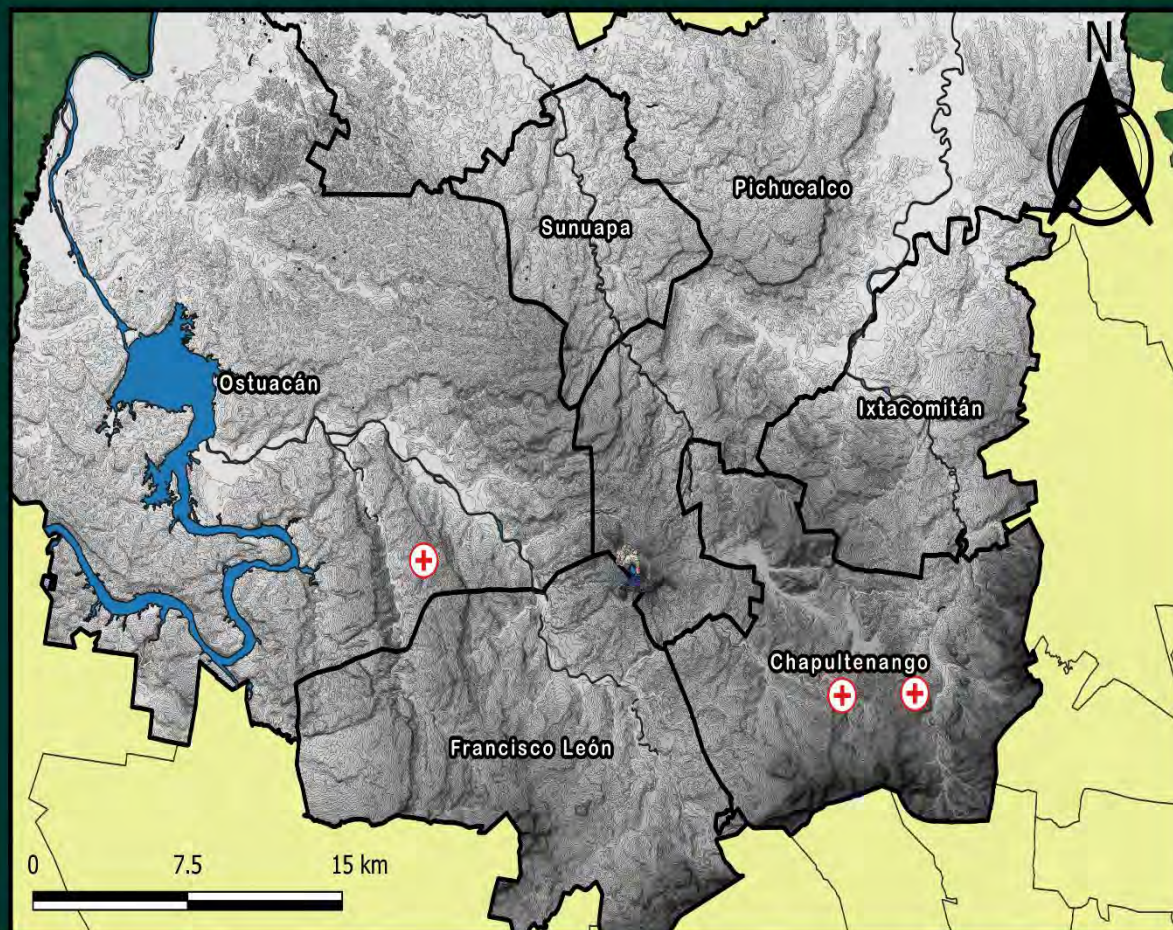 N
Pichucalco
Sunuapa
Ostuacán
Ixtacomitán
Chapultenango
Francisco León
0 7.5 15 km